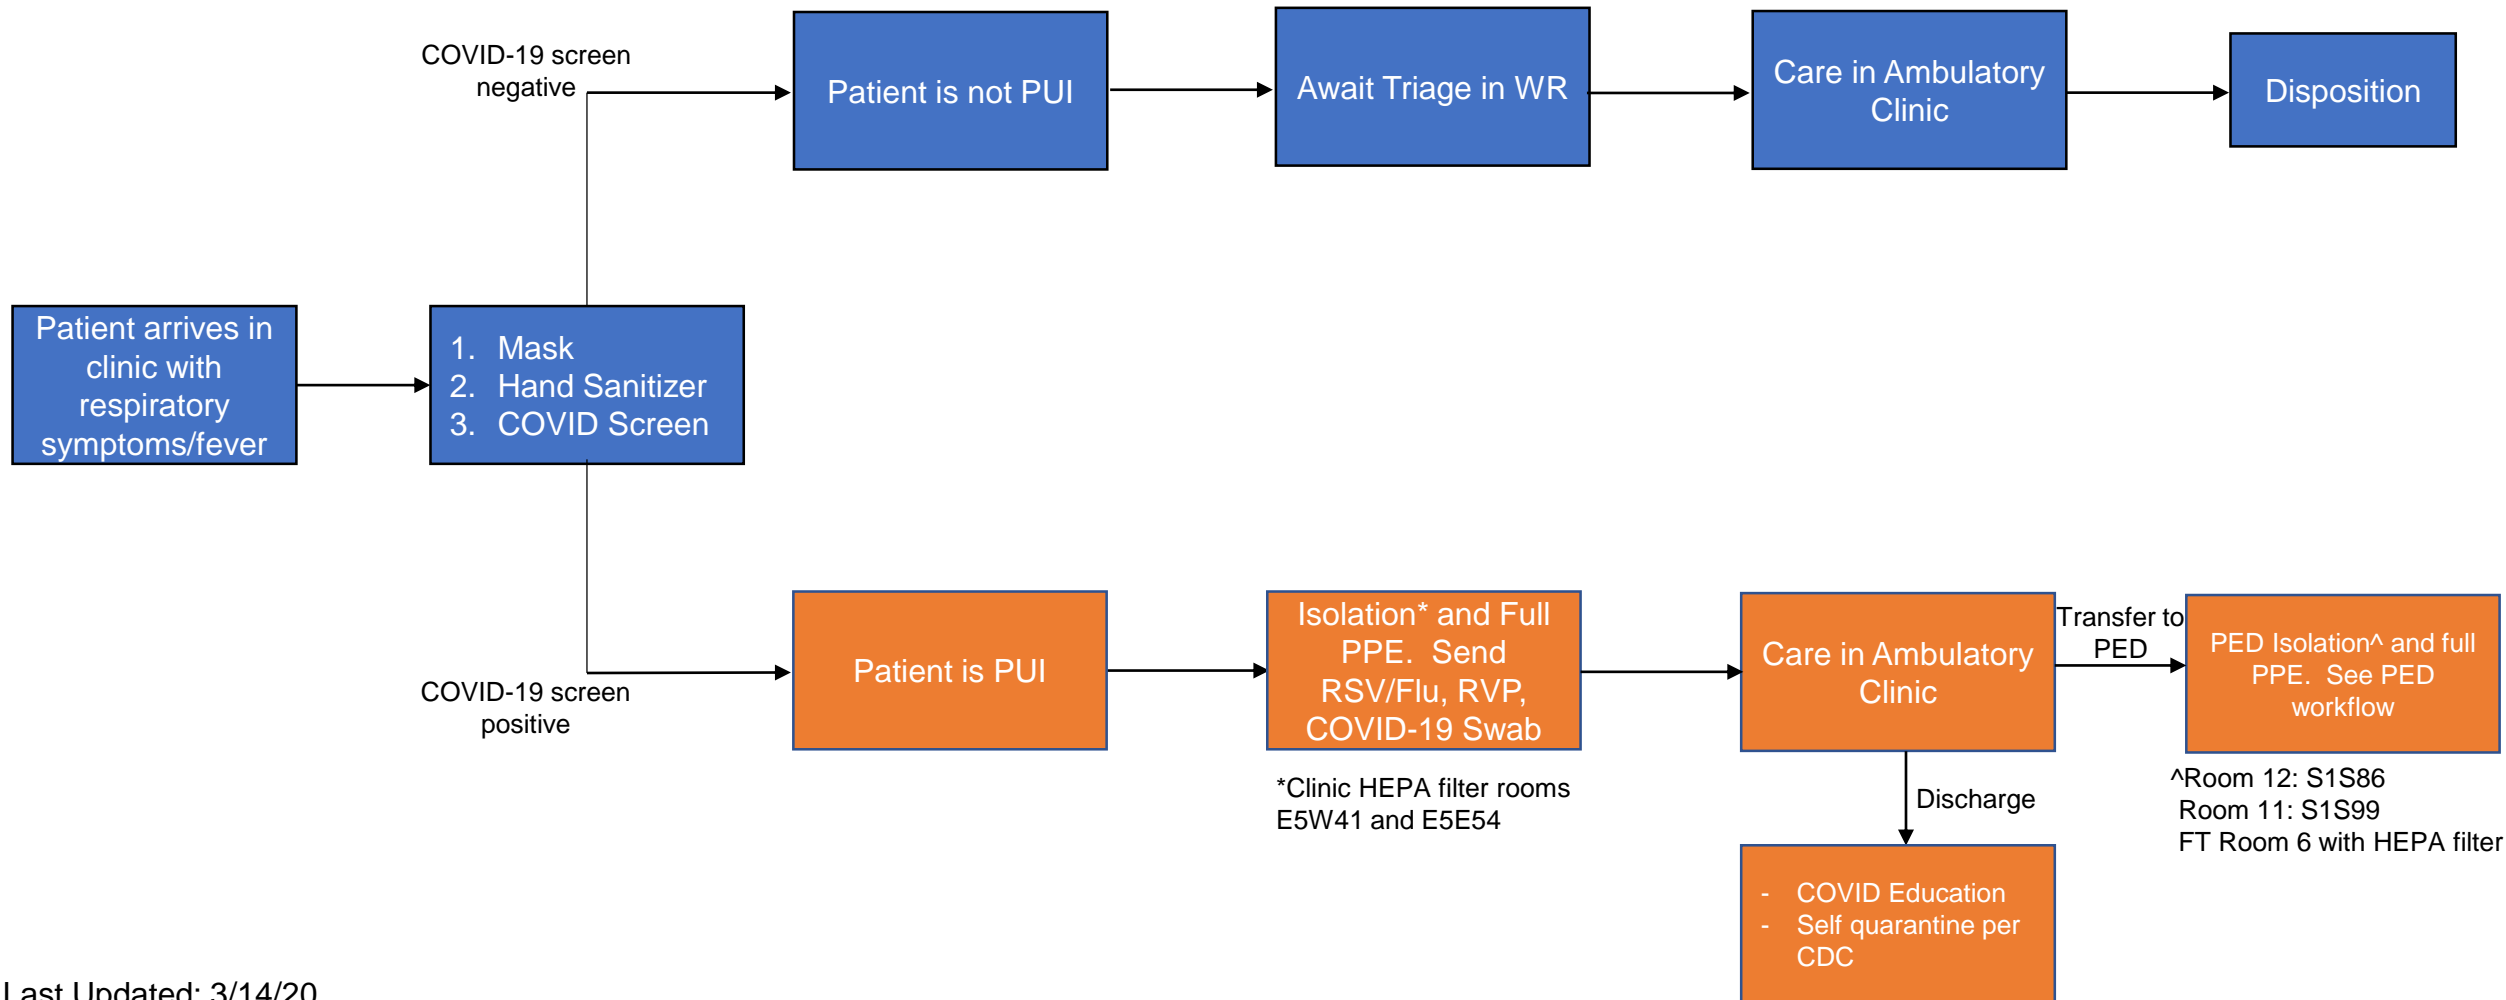 COVID-19 screen
negative
Patient is not PUI
Await Triage in WR
Care in Ambulatory
Clinic
Disposition
Patient arrives in
clinic with
respiratory
symptoms/fever
1. Mask
2. Hand Sanitizer
3. COVID Screen
COVID-19 screen
positive
Patient is PUI
Isolation* and Full
PPE.  Send
RSV/Flu, RVP,
COVID-19 Swab
*Clinic HEPA filter rooms
E5W41 and E5E54
Care in Ambulatory
Clinic
Transfer to
PED
PED Isolation^ and full
PPE.  See PED
workflow
^Room 12: S1S86
Room 11: S1S99
FT Room 6 with HEPA filter
Discharge
- COVID Education
- Self quarantine per
CDC
Last Updated: 3/14/20